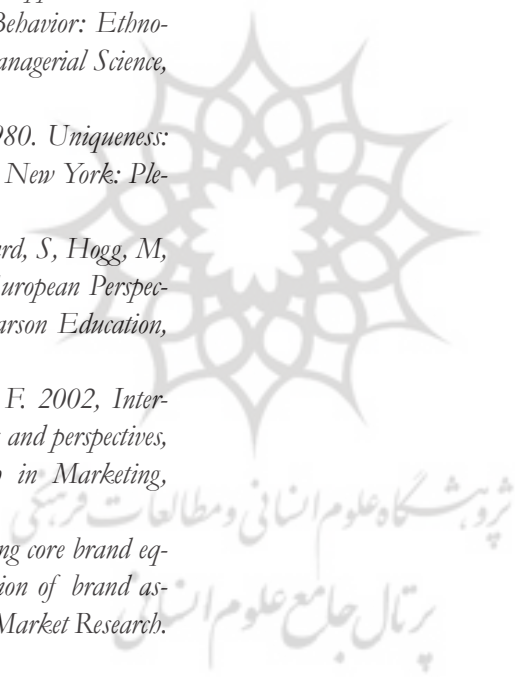 Behavior: Ethno-
anagerial Science,
980. Uniqueness:
New York: Ple-
rd, S, Hogg, M,
uropean Perspec-
arson Education,
F. 2002, Inter-
and perspectives,
in Marketing,
ng core brand eq-
ion of brand as-
Market Research.
پژوهشگاه علوم انسانی و مطالعات فرهنگی
پرتال جامع علوم انسانی